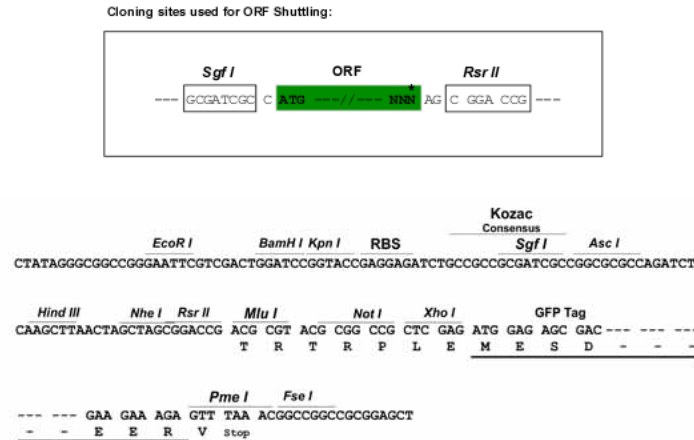 Cloning sites used for ORF Shuttling:
Sgf I ORF Rsr II
--- GCGATCGC C ATG ---//--- NNN* AG C GGA CCG ---
Kozac
Consensus
EcoR I BamH I Kpn I RBS Sgf I Asc I
CTATAGGGCGGCCGGGAATTCGTCGACTGGATCCGGTACCGAGGAGATCTGCCGCCGCGATCGCCGGCGCGCCAGATCT
Hind III Nhe I Rsr II Mlu I Not I Xho I GFP Tag
CAAGCTTAACTAGCTAGCGGACCG ACG CGT ACG CGG CCG CTC GAG ATG GAG AGC GAC--- --- ---
T R T R P L E M E S D - - -
Pme I Fse I
--- --- GAA GAA AGA GTT TAA ACGGCCGGCCGCGGAGCT
- - E E R V Stop